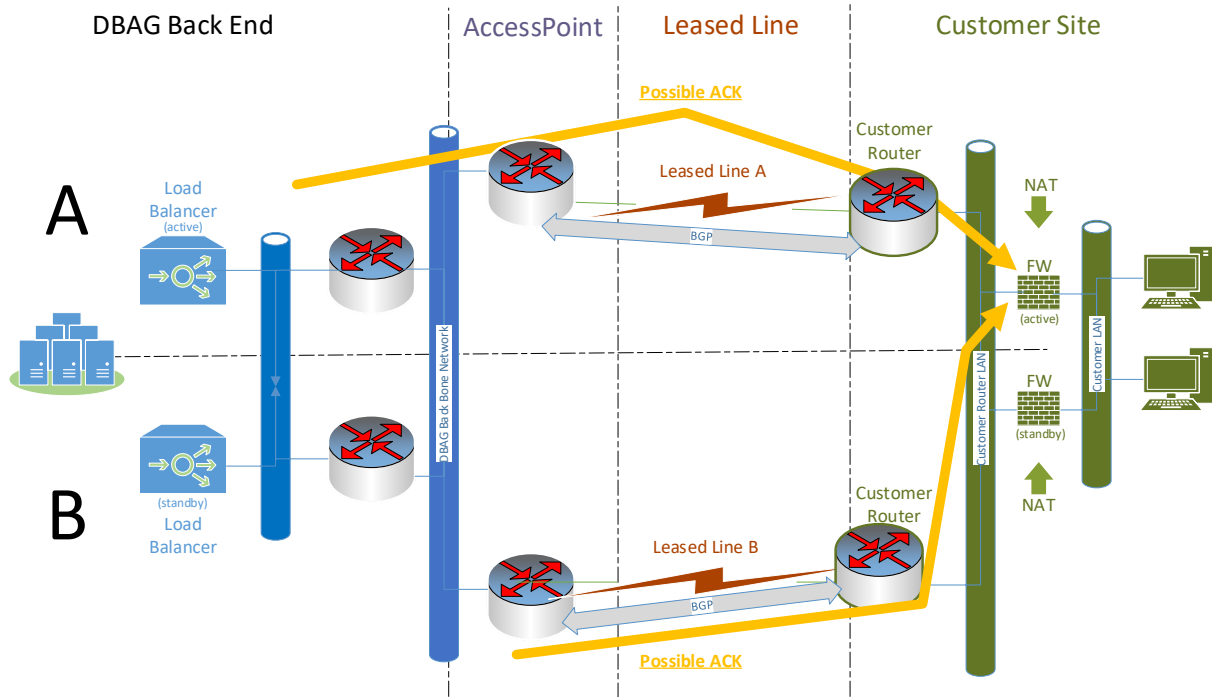 DBAG Back End
AccessPoint
Leased Line
Customer Site
Possible ACK
Customer
Router
A
Load
Balancer
(active)
Leased Line A
NAT
BGP
FW
(active)
DBAG Back Bone Network
Customer Router LAN
Customer LAN
FW
(standby)
B
(standby)
Load
Balancer
Customer
Router
NAT
Leased Line B
BGP
Possible ACK